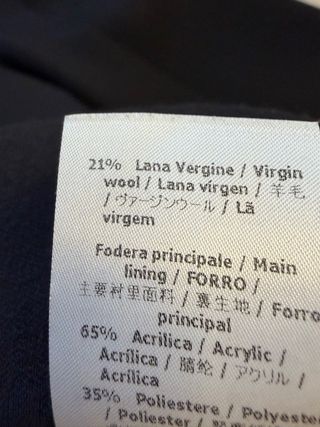 21% Lana Vergine / Virgin
wool / Lana virgen / 羊毛
/ ヴァージンウール / Lã
virgem
Fodera principale / Main
lining / FORRO /
主要衬里面料 / 裏生地 / Forro
principal
65% Acrilica / Acrylic /
Acrílica / 腈纶 / アクリル /
Acrílica
35% Poliestere / Polyester
/ Poliester /